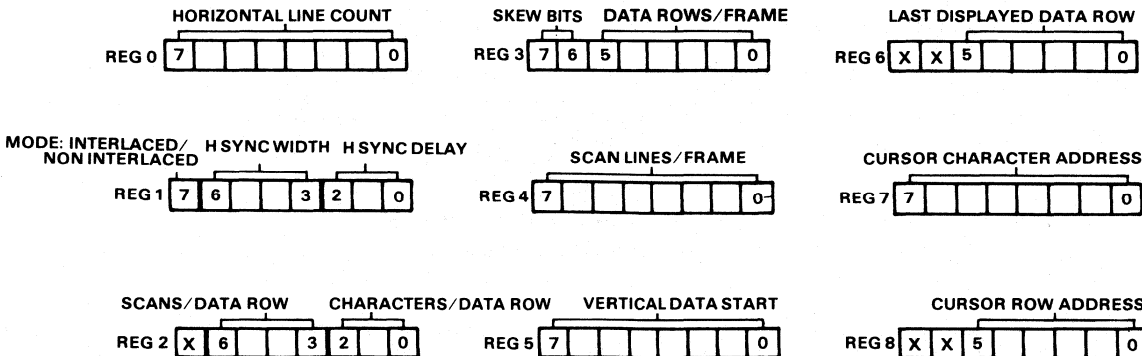 HORIZONTAL LINE COUNT
REG 0 7 0
SKEW BITS DATA ROWS/FRAME
REG 3 7 6 5 0
LAST DISPLAYED DATA ROW
REG 6 X X 5 0
MODE: INTERLACED/
NON INTERLACED
H SYNC WIDTH H SYNC DELAY
REG 1 7 6 3 2 0
SCAN LINES/FRAME
REG 4 7 0
CURSOR CHARACTER ADDRESS
REG 7 7 0
SCANS/DATA ROW CHARACTERS/DATA ROW
REG 2 X 6 3 2 0
VERTICAL DATA START
REG 5 7 0
CURSOR ROW ADDRESS
REG 8 X X 5 0